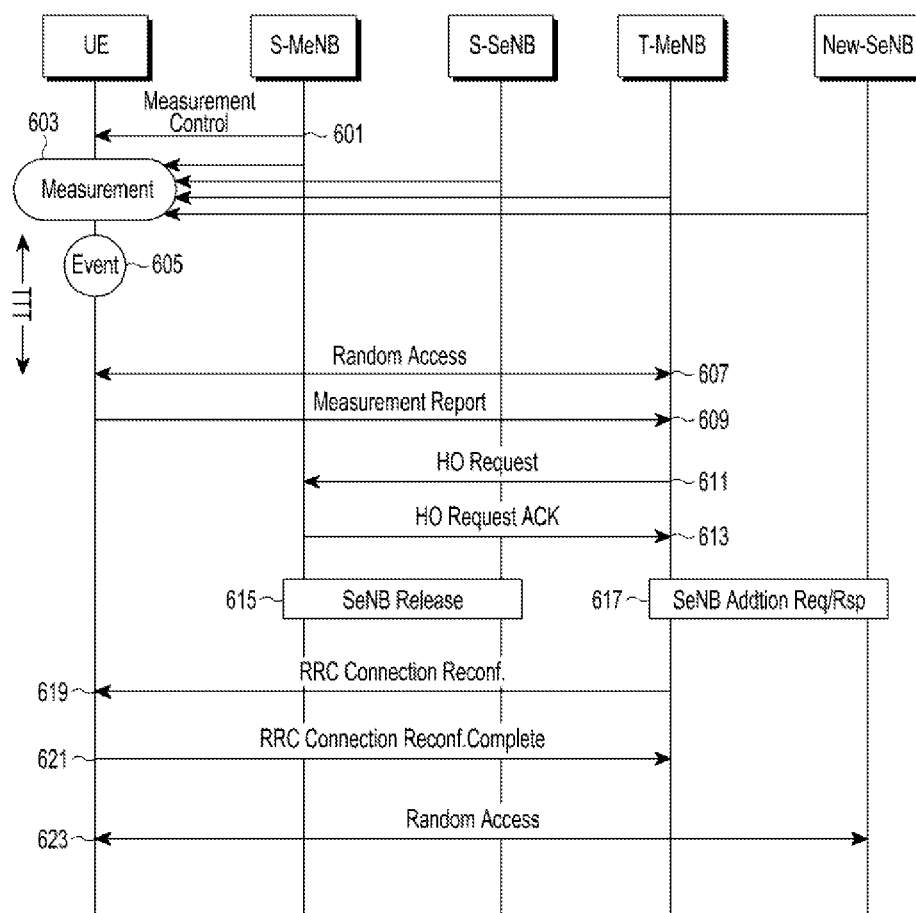 UE
S-MeNB
S-SeNB
T-MeNB
New-SeNB
Measurement
Control
601
603
Measurement
Event
605
TTT
Random Access
607
Measurement Report
609
HO Request
611
HO Request ACK
613
615
SeNB Release
617
SeNB Addtion Req/Rsp
RRC Connection Reconf.
619
RRC Connection Reconf.Complete
621
Random Access
623